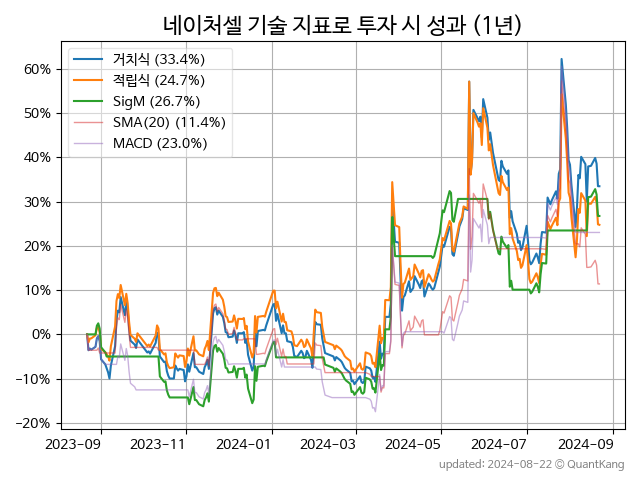 네이처셀 기술 지표로 투자 시 성과 (1년)
거치식 (33.4%)
적립식 (24.7%)
SigM (26.7%)
SMA(20) (11.4%)
MACD (23.0%)
60%
50%
40%
30%
20%
10%
0%
−10%
−20%
2023-09
2023-11
2024-01
2024-03
2024-05
2024-07
2024-09
updated: 2024-08-22 @ QuantKang